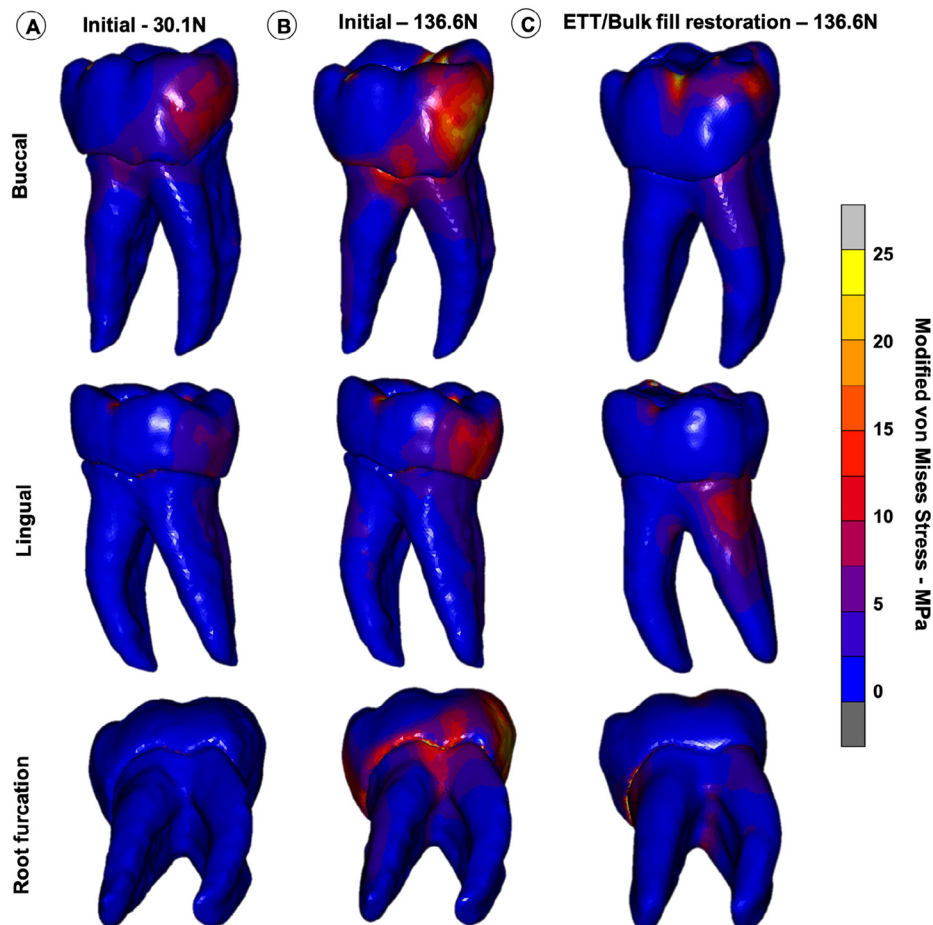 A Initial - 30.1N
B Initial – 136.6N
C ETT/Bulk fill restoration – 136.6N
Buccal
Lingual
Root furcation
25
20
15
10
5
0
Modified von Mises Stress - MPa